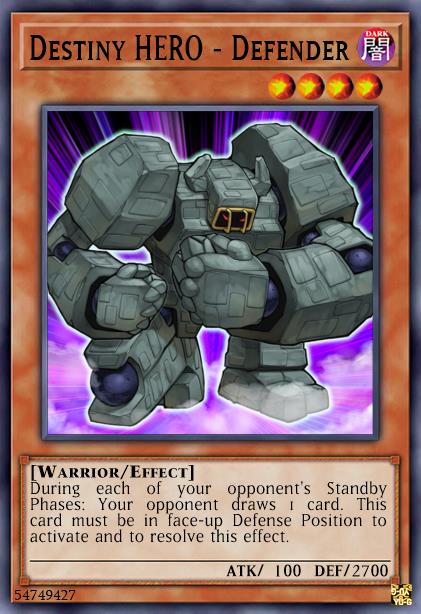 Destiny HERO - Defender
DARK
闇
[Warrior/Effect]
During each of your opponent's Standby
Phases: Your opponent draws 1 card. This
card must be in face-up Defense Position to
activate and to resolve this effect.
ATK/ 100 DEF/2700
54749427